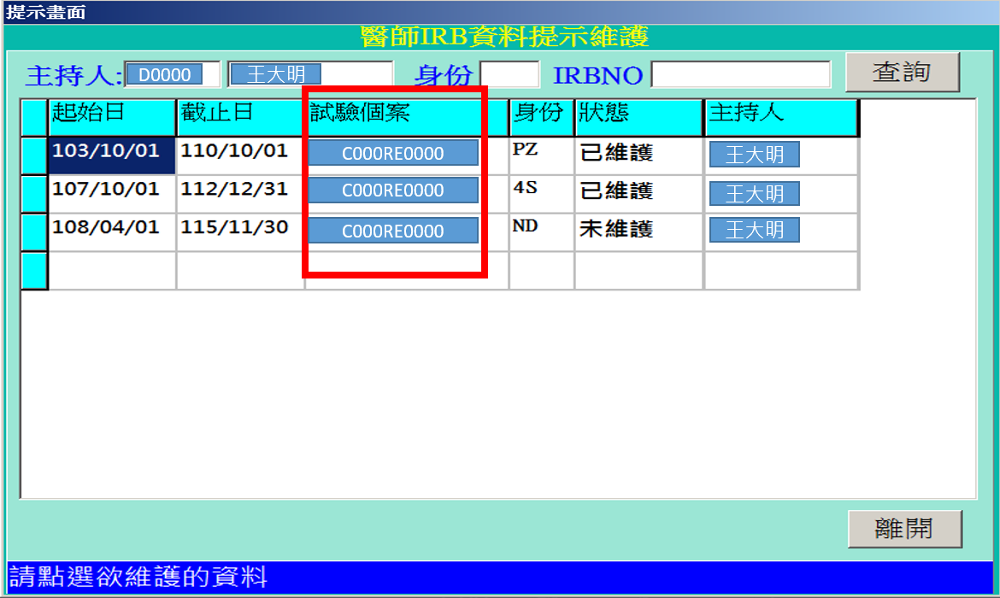 提示畫面
醫師IRB資料提示維護
主持人: D0000 王大明 身份 IRBNO 查詢
起始日 截止日 試驗個案 身份 狀態 主持人
103/10/01 110/10/01 C000RE0000 PZ 已維護 王大明
107/10/01 112/12/31 C000RE0000 4S 已維護 王大明
108/04/01 115/11/30 C000RE0000 ND 未維護 王大明
離開
請點選欲維護的資料